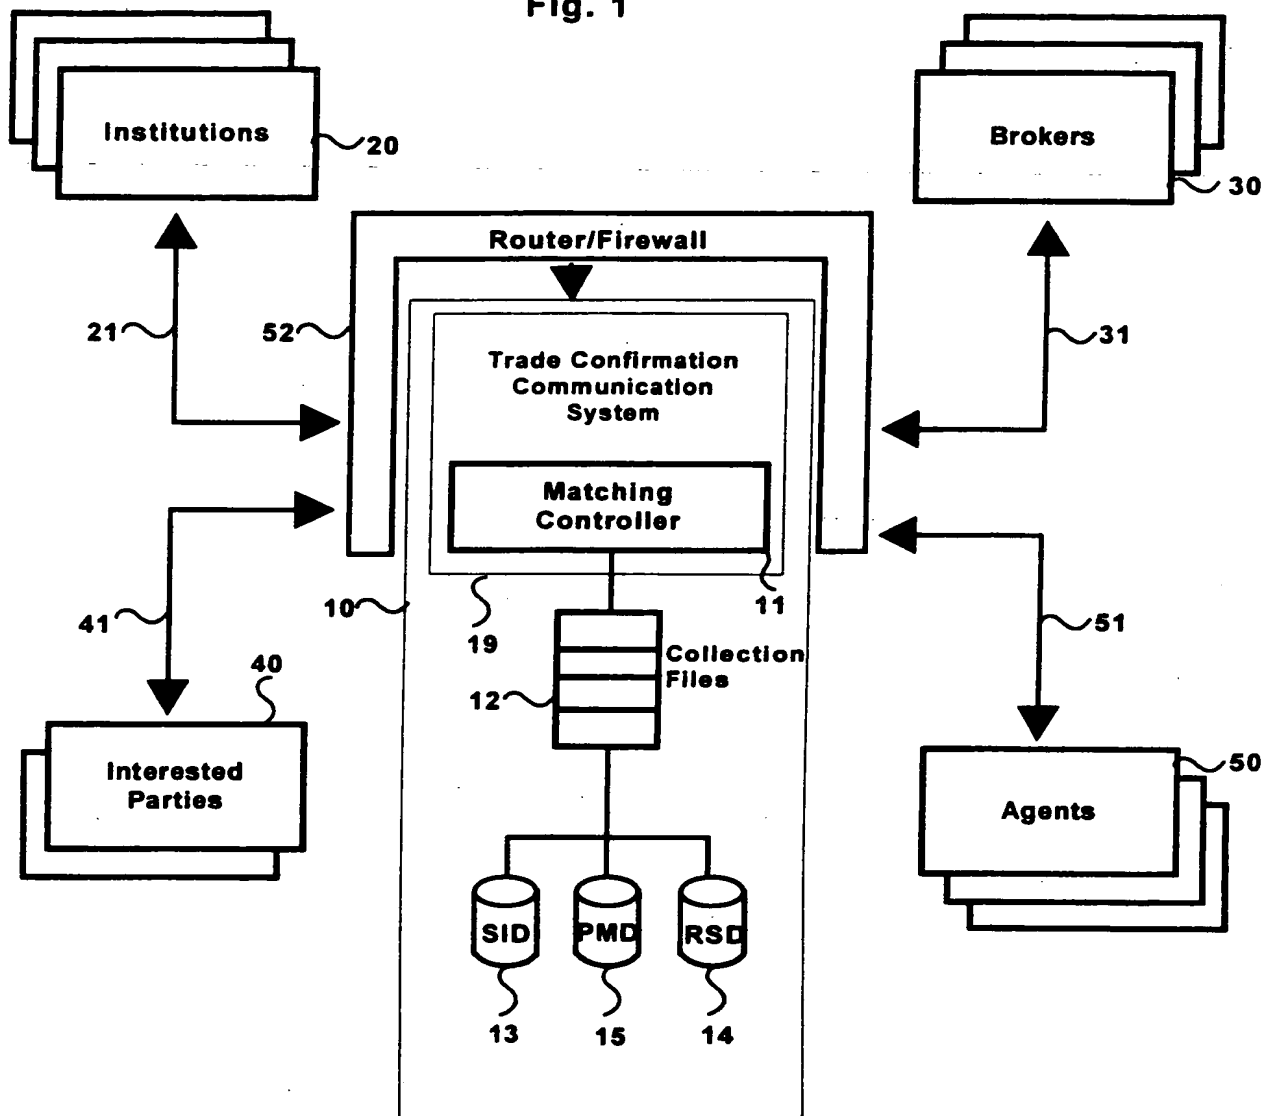 Fig. 1
Institutions
20
Brokers
30
Router/Firewall
21
52
31
Trade Confirmation
Communication
System
Matching
Controller
10
19
11
41
51
Collection
Files
12
40
Interested
Parties
50
Agents
SID
PMD
RSD
13
15
14